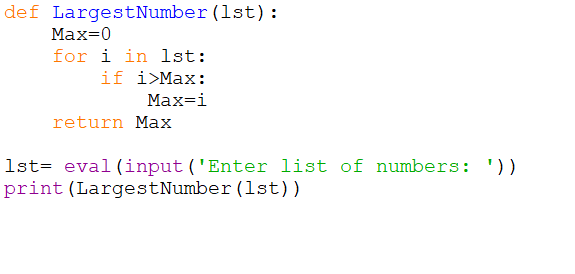 def LargestNumber(lst):
    Max=0
    for i in lst:
        if i>Max:
            Max=i
    return Max

lst= eval(input('Enter list of numbers: '))
print(LargestNumber(lst))